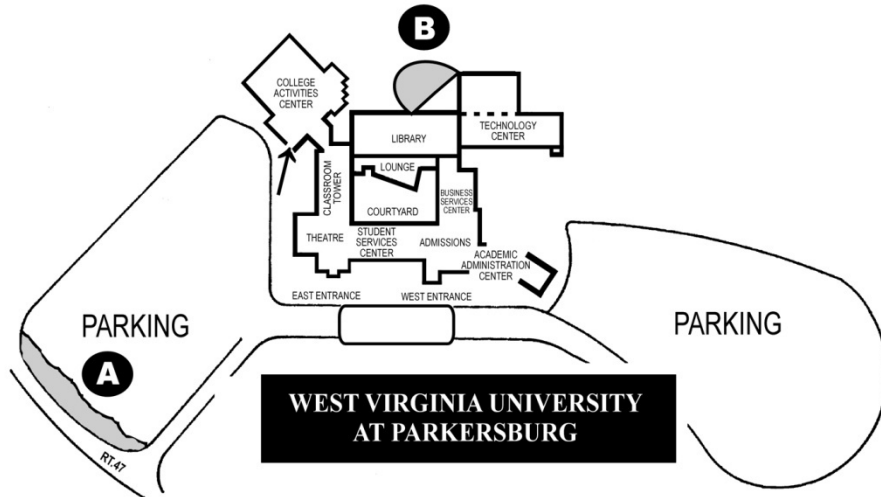 B
COLLEGE
ACTIVITIES
CENTER
LIBRARY
TECHNOLOGY
CENTER
LOUNGE
CLASSROOM
TOWER
BUSINESS
SERVICES
CENTER
COURTYARD
THEATRE
STUDENT
SERVICES
CENTER
ADMISSIONS
ACADEMIC
ADMINISTRATION
CENTER
EAST ENTRANCE
WEST ENTRANCE
PARKING
PARKING
A
WEST VIRGINIA UNIVERSITY
AT PARKERSBURG
RT.47